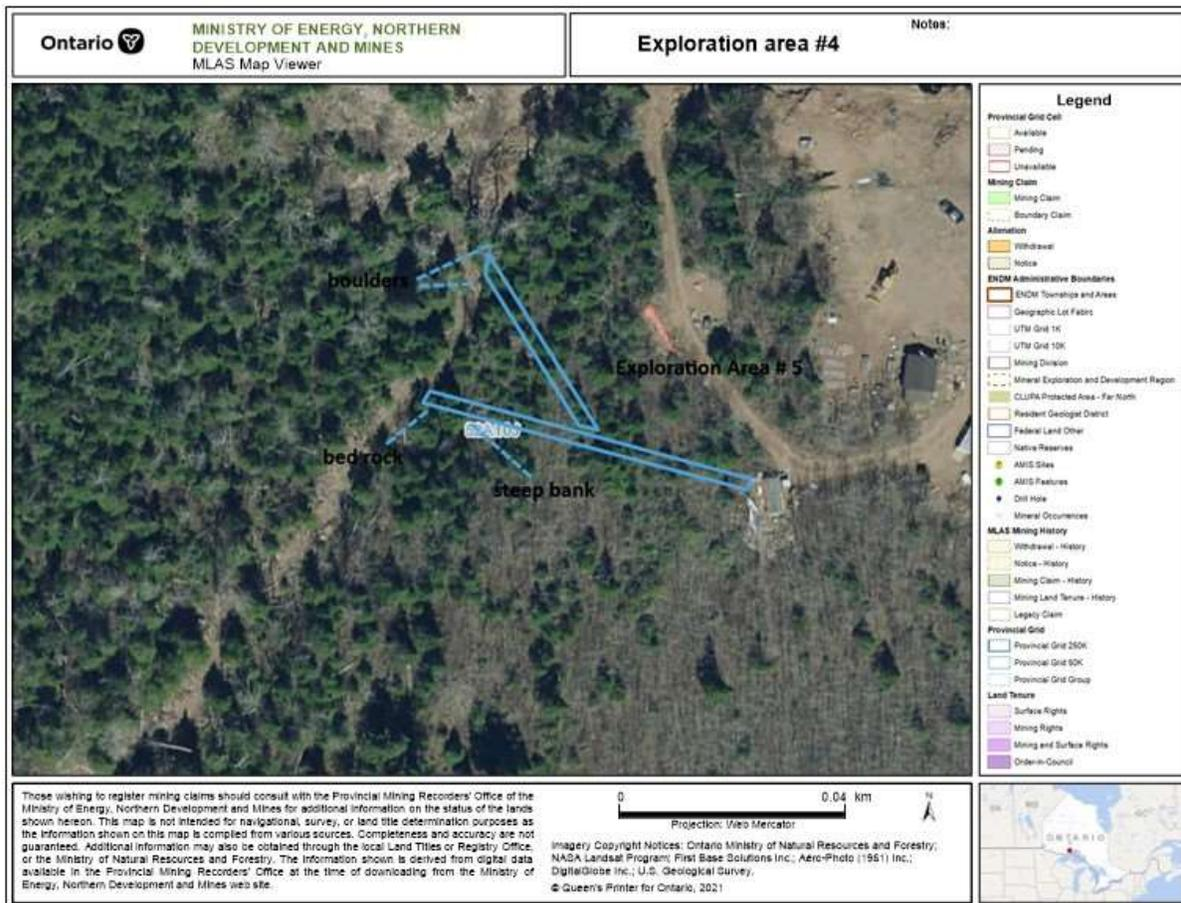 Ontario
MINISTRY OF ENERGY, NORTHERN
DEVELOPMENT AND MINES
MLAS Map Viewer
Exploration area #4
Notes:
boulders
Exploration Area # 5
bed rock
steep bank
Legend
Provincial Grid Cell
Available
Pending
Unavailable
Mining Claim
Mining Claim
Boundary Claim
Alienation
Withdrawal
Notice
ENDM Administrative Boundaries
ENDM Townships and Areas
Geographic Lot Fabric
UTM Grid 1K
UTM Grid 10K
Mining Division
Mineral Exploration and Development Region
CLUPA Protected Area - Far North
Resident Geologist District
Federal Land Other
Native Reserves
AMIS Sites
AMIS Features
Drill Hole
Mineral Occurrences
MLAS Mining History
Withdrawal - History
Notice - History
Mining Claim - History
Mining Land Tenure - History
Legacy Claim
Provincial Grid
Provincial Grid 250K
Provincial Grid 50K
Provincial Grid Group
Land Tenure
Surface Rights
Mining Rights
Mining and Surface Rights
Order-in-Council
Those wishing to register mining claims should consult with the Provincial Mining Recorders' Office of the
Ministry of Energy, Northern Development and Mines for additional information on the status of the lands
shown hereon. This map is not intended for navigational, survey, or land title determination purposes as
the information shown on this map is compiled from various sources. Completeness and accuracy are not
guaranteed. Additional information may also be obtained through the local Land Titles or Registry Office,
or the Ministry of Natural Resources and Forestry. The information shown is derived from digital data
available in the Provincial Mining Recorders' Office at the time of downloading from the Ministry of
Energy, Northern Development and Mines web site.
0 0.04 km
Projection: Web Mercator
N
Imagery Copyright Notices: Ontario Ministry of Natural Resources and Forestry;
NASA Landsat Program; First Base Solutions Inc.; Aéro-Photo (1961) Inc.;
DigitalGlobe Inc.; U.S. Geological Survey.
© Queen's Printer for Ontario, 2021
ONTARIO